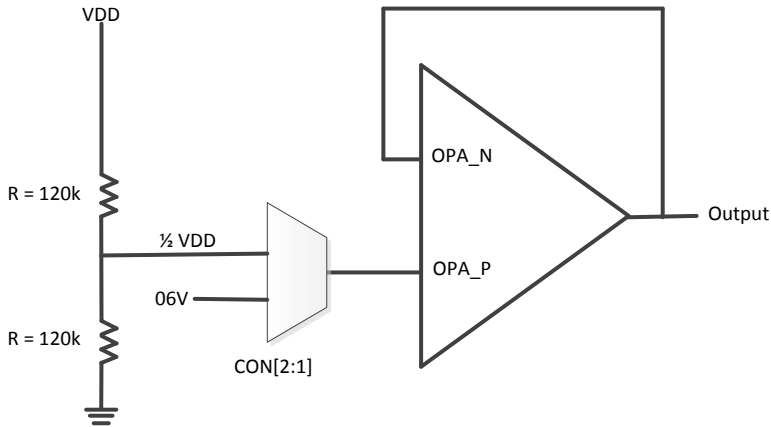 VDD
OPA_N
R = 120k
Output
½ VDD
OPA_P
06V
R = 120k
CON[2:1]